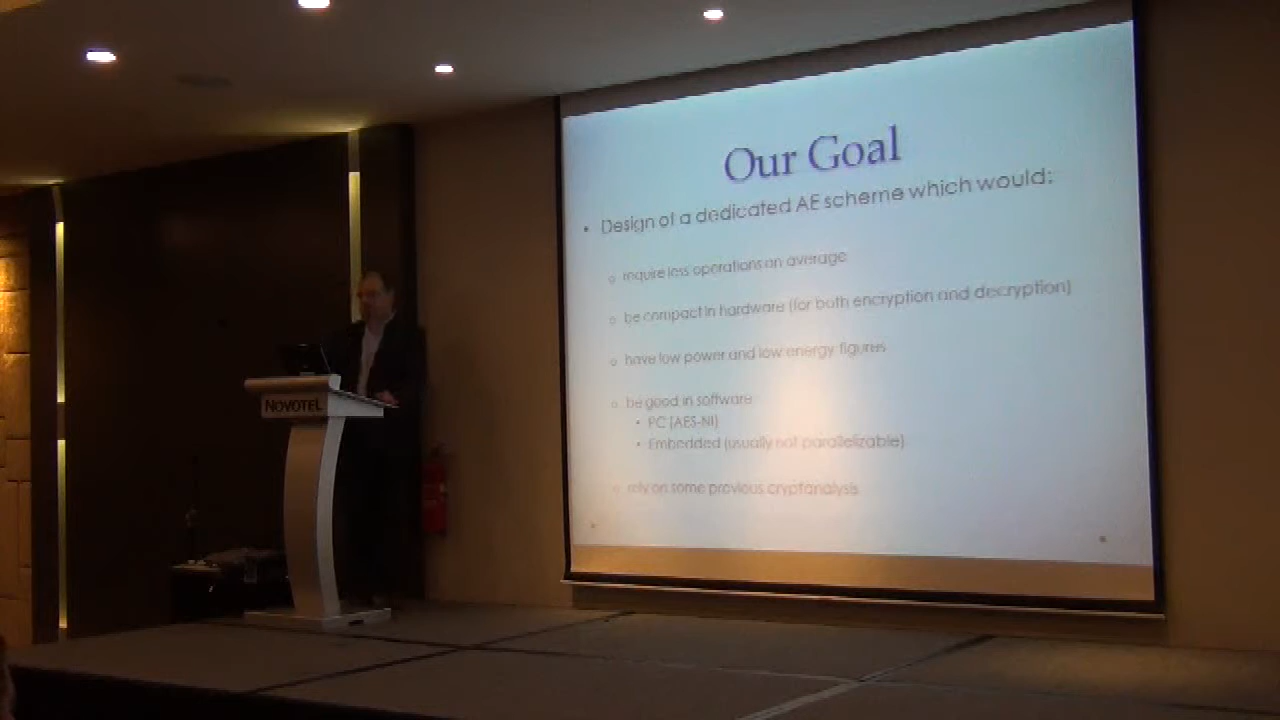 Our Goal
• Design of a dedicated AE scheme which would:
o require less operations on average
o be compact in hardware (for both encryption and decryption)
o have low power and low energy figures
o be good in software
• PC (AES-NI)
• Embedded (usually not parallelizable)
o rely on some previous cryptanalysis
NOVOTEL